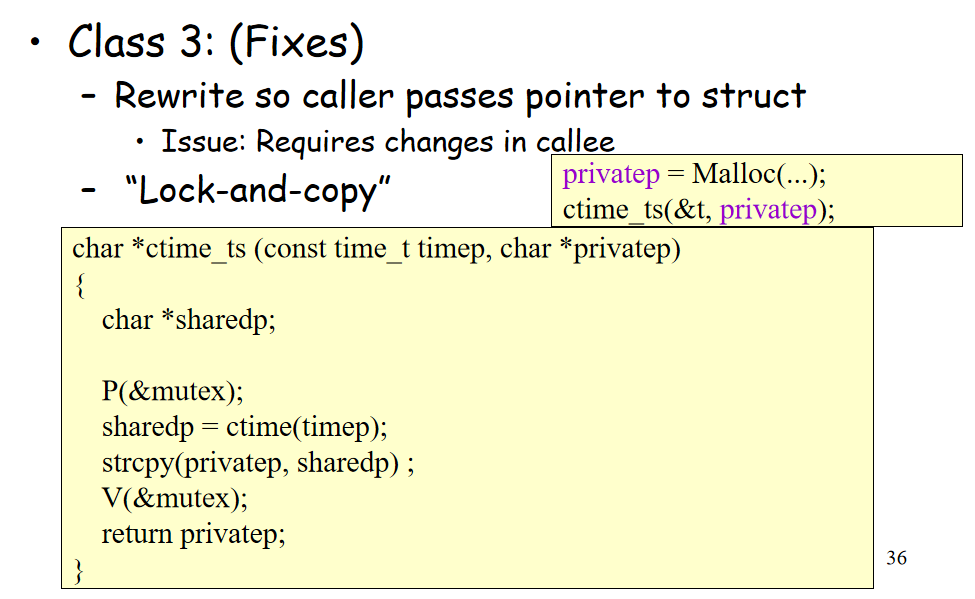 • Class 3: (Fixes)
– Rewrite so caller passes pointer to struct
• Issue: Requires changes in callee
– “Lock-and-copy”
privatep = Malloc(...);
ctime_ts(&t, privatep);
char *ctime_ts (const time_t timep, char *privatep)
{
char *sharedp;
P(&mutex);
sharedp = ctime(timep);
strcpy(privatep, sharedp) ;
V(&mutex);
return privatep;
}
36